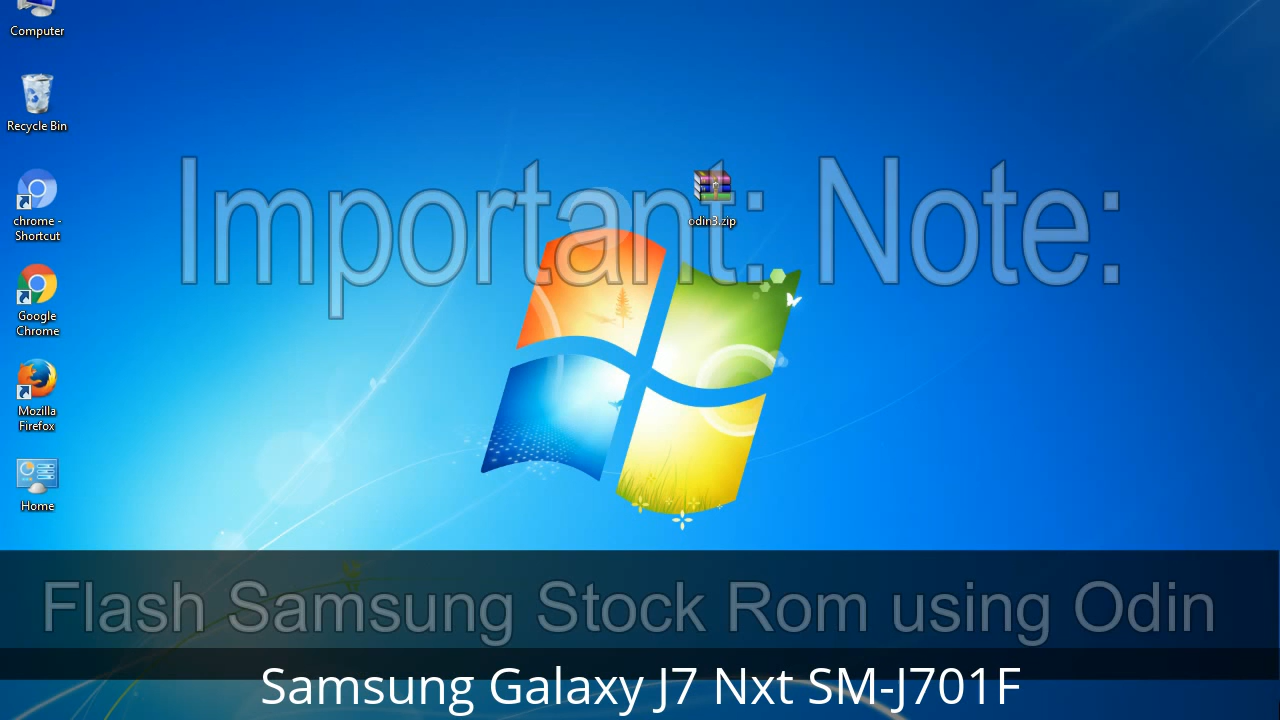 Computer
Recycle Bin
chrome -
Shortcut
Google
Chrome
Mozilla
Firefox
Home
odin3.zip
Important: Note:
Flash Samsung Stock Rom using Odin
Samsung Galaxy J7 Nxt SM-J701F